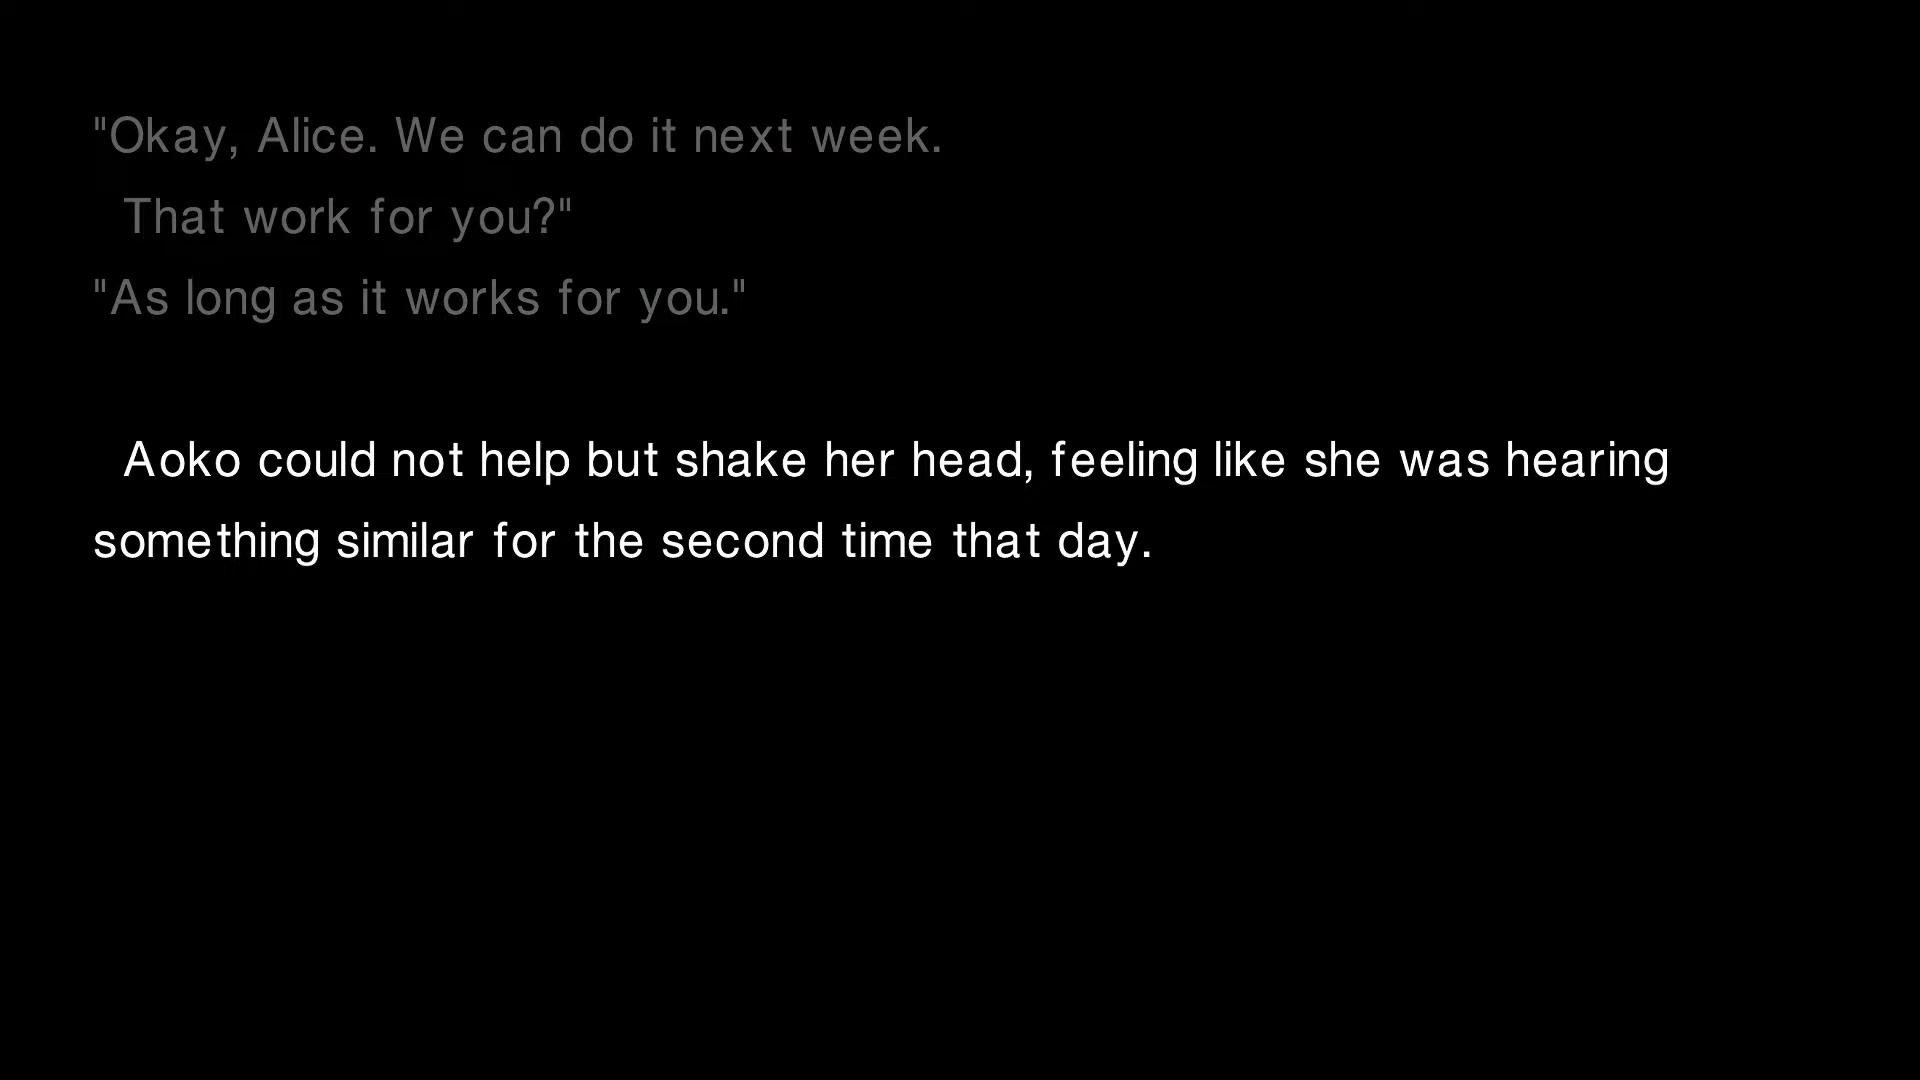 "Okay, Alice. We can do it next week.
That work for you?"
"As long as it works for you."
Aoko could not help but shake her head, feeling like she was hearing
something similar for the second time that day.